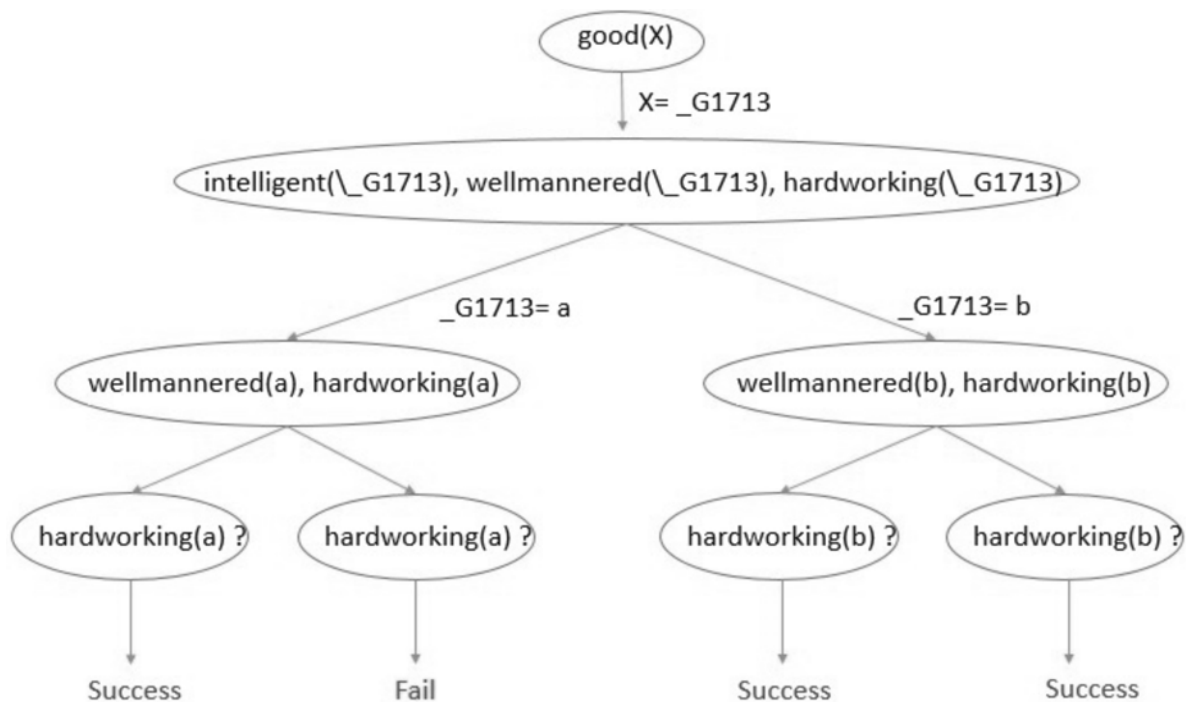 good(X)
X= _G1713
intelligent(\_G1713), wellmannered(\_G1713), hardworking(\_G1713)
_G1713= a
_G1713= b
wellmannered(a), hardworking(a)
wellmannered(b), hardworking(b)
hardworking(a) ?
hardworking(a) ?
hardworking(b) ?
hardworking(b) ?
Success
Fail
Success
Success